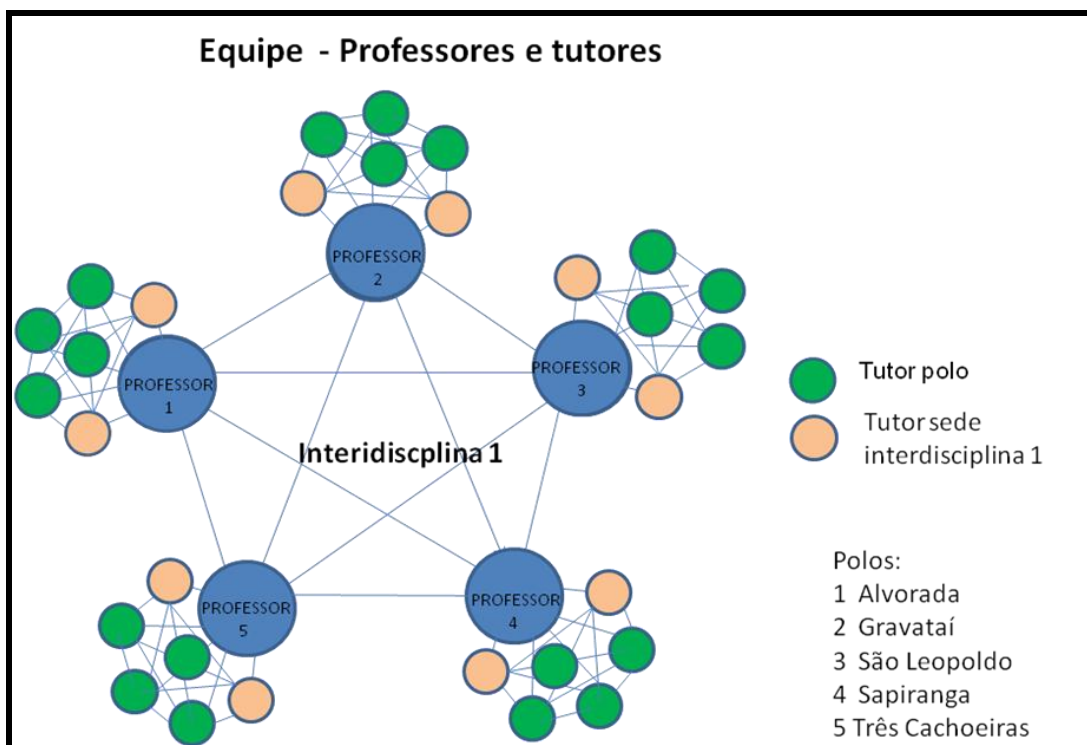 Equipe - Professores e tutores
PROFESSOR
2
PROFESSOR
1
PROFESSOR
3
Interidiscplina 1
PROFESSOR
5
PROFESSOR
4
Tutor polo
Tutor sede
interdisciplina 1
Polos:
1 Alvorada
2 Gravataí
3 São Leopoldo
4 Sapiranga
5 Três Cachoeiras